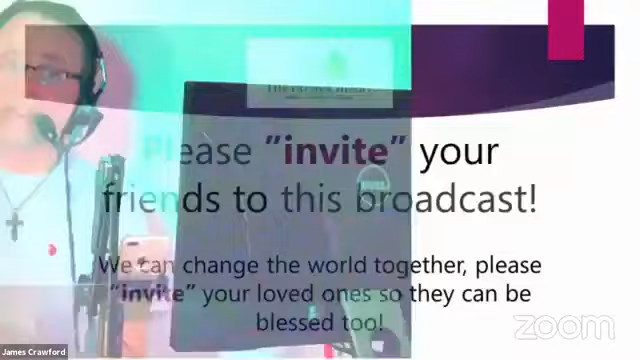 Please "invite" your
friends to this broadcast!
We can change the world together, please
"invite" your loved ones so they can be
blessed too!
DELL
James Crawford
zoom